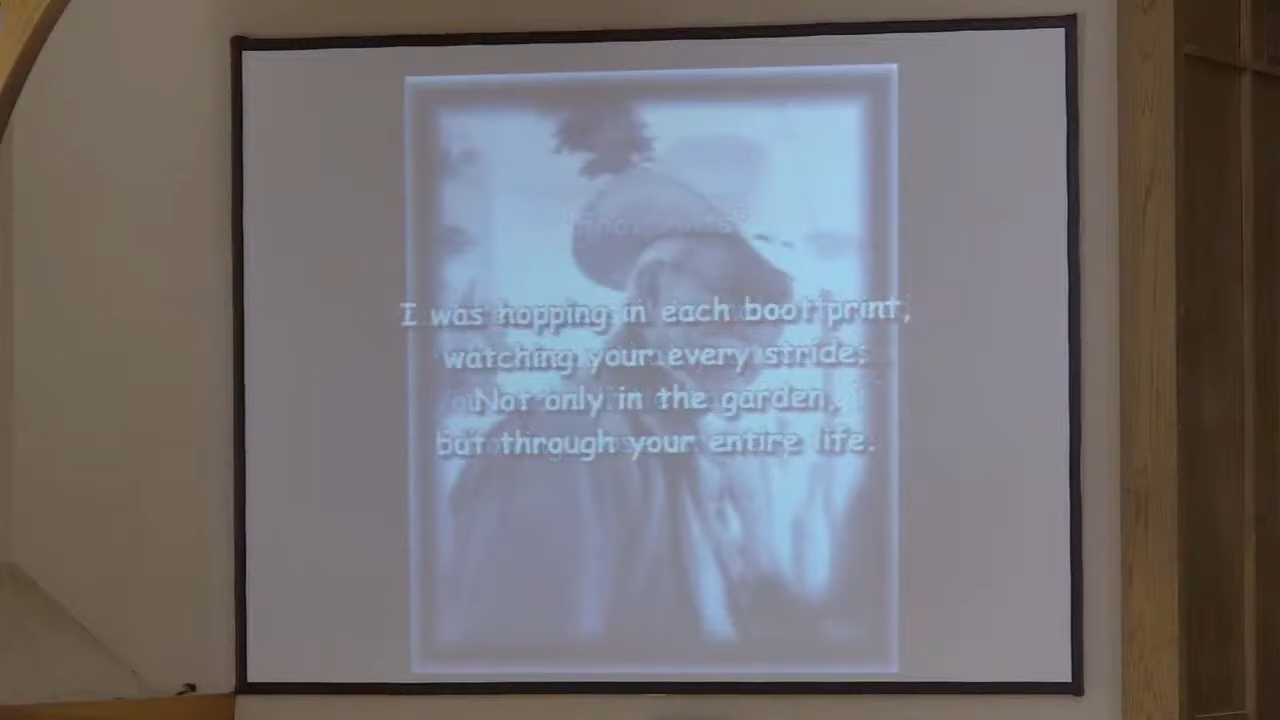 I was hopping in each boot print,
watching your every stride;
Not only in the garden,
but through your entire life.